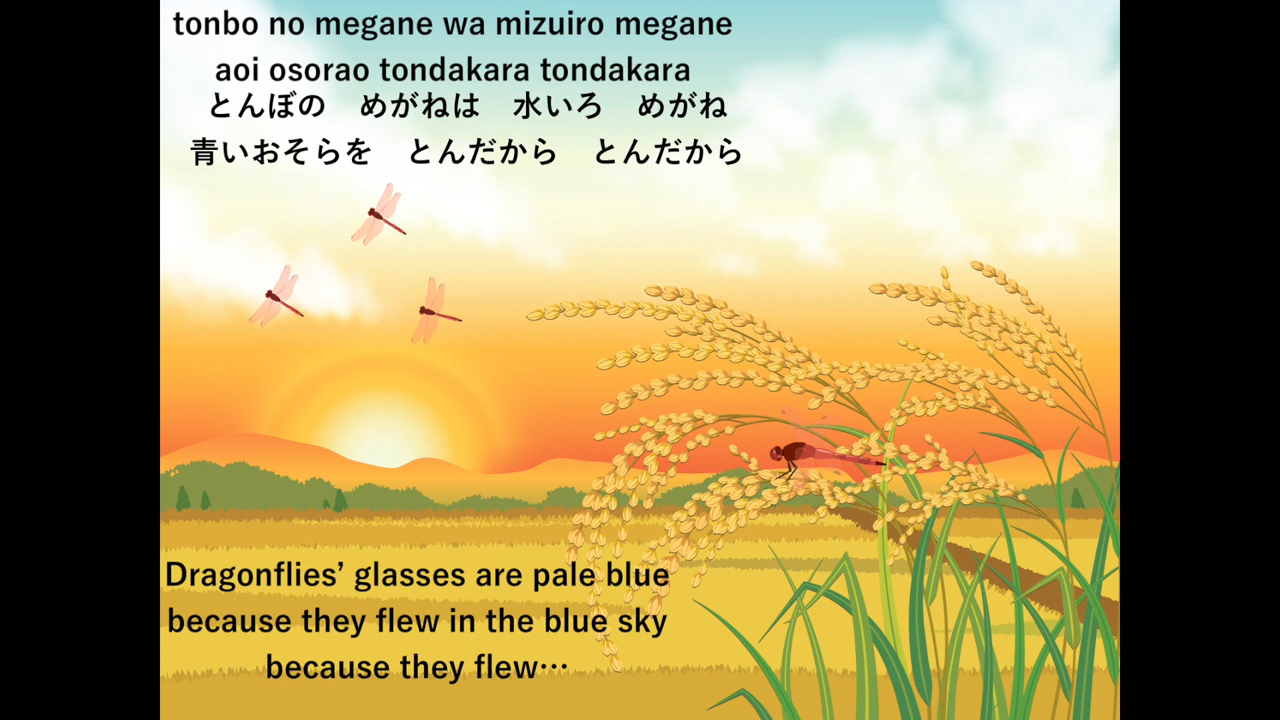 tonbo no megane wa mizuiro megane
aoi osorao tondakara tondakara
とんぼの　めがねは　水いろ　めがね
青いおそらを　とんだから　とんだから
Dragonflies’ glasses are pale blue
because they flew in the blue sky
because they flew…